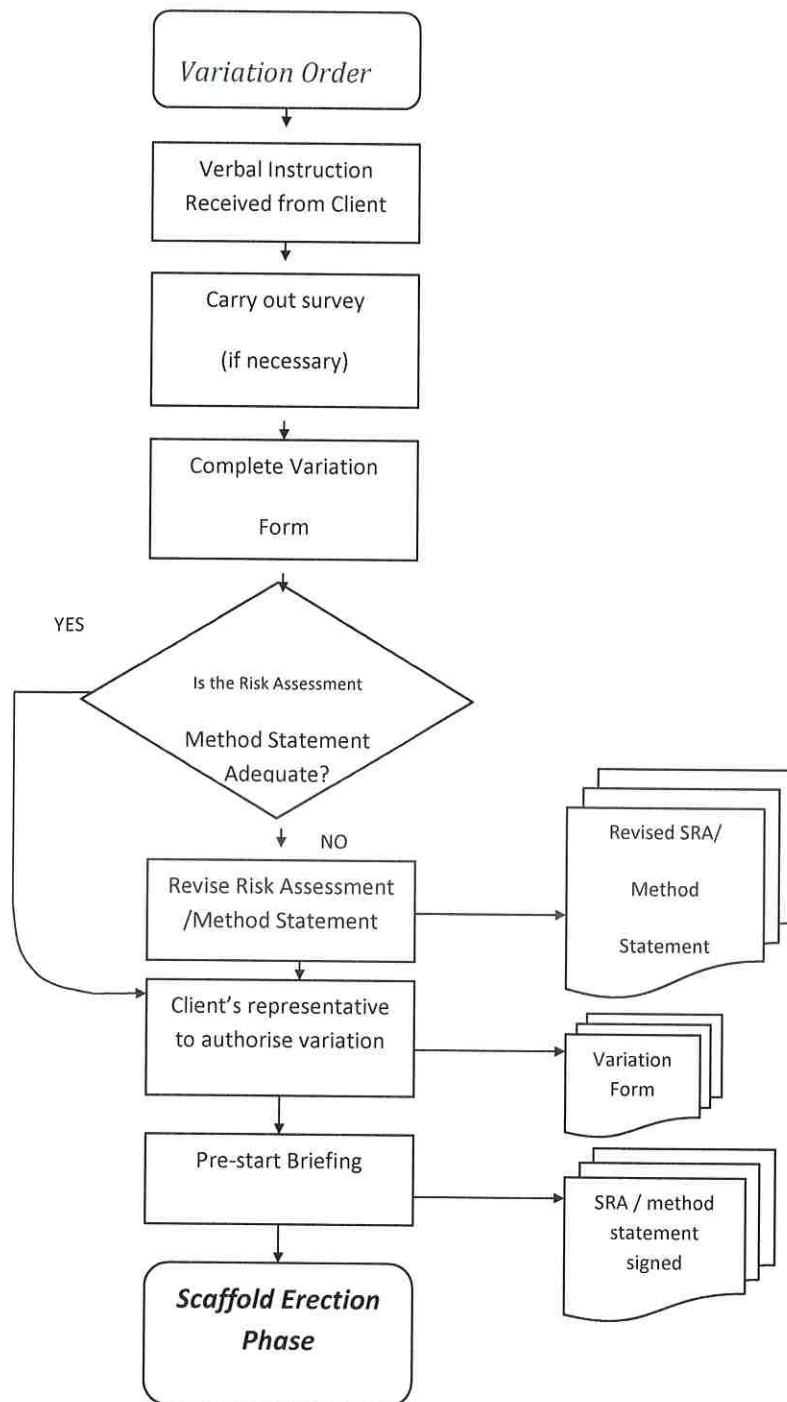 Variation Order
Verbal Instruction
Received from Client
Carry out survey
(if necessary)
Complete Variation
Form
YES
Is the Risk Assessment
Method Statement
Adequate?
NO
Revise Risk Assessment
/Method Statement
Revised SRA/
Method
Statement
Client's representative
to authorise variation
Variation
Form
Pre-start Briefing
SRA / method
statement
signed
Scaffold Erection
Phase